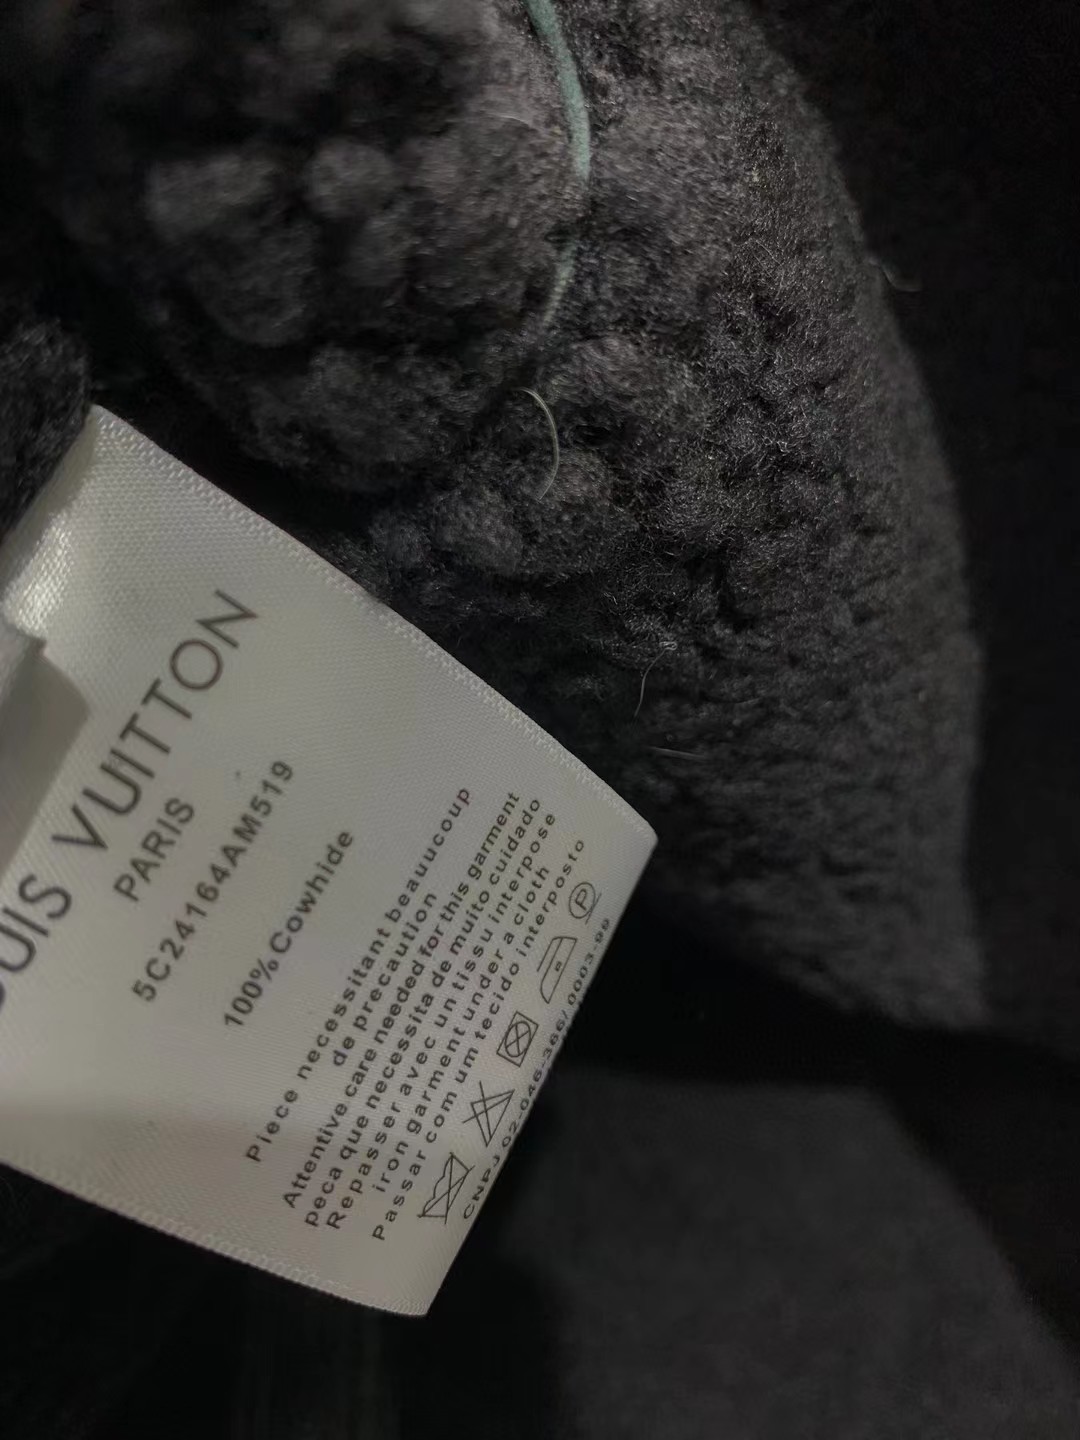 OUIS VUITTON
PARIS
5C24164AM519
100%Cowhide
Piece necessitant beauucoup
de precaution
Attentive care needed for this garment
peca que necessita de muito cuidado
Repasser avec un tissu interpose
iron garment under a cloth
Passar com um tecido interposto
P
CNPJ 02-046-366/0003-99